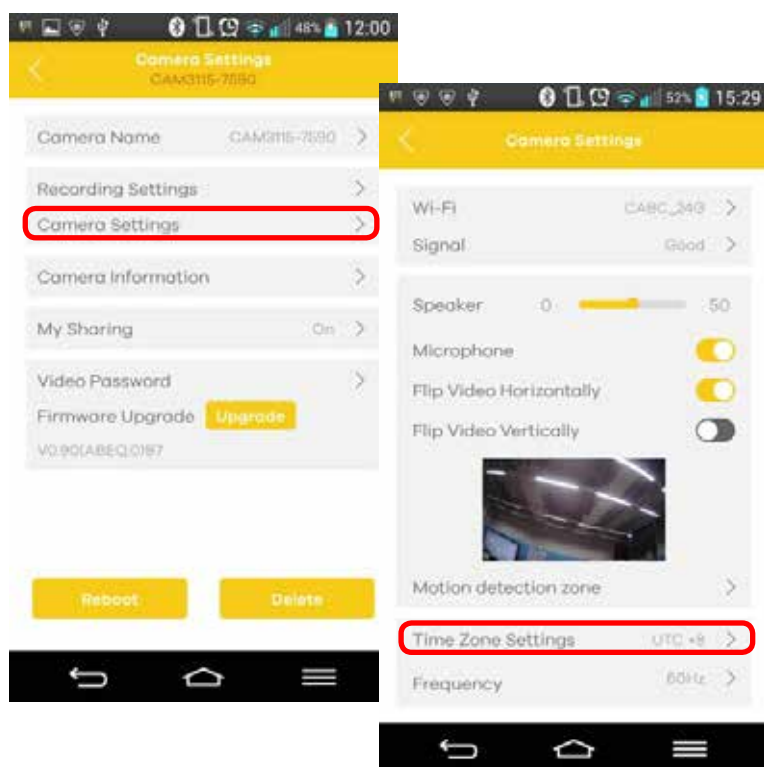 48% 12:00
Camera Settings
CAM3115-7590
Camera Name CAM3115-7590
Recording Settings
Camera Settings
Camera Information
My Sharing On
Video Password
Firmware Upgrade Upgrade
V0.90(ABEQ.0)B7
Reboot Delete
52% 15:29
Camera Settings
Wi-Fi CABC_24G
Signal Good
Speaker 0 50
Microphone
Flip Video Horizontally
Flip Video Vertically
Motion detection zone
Time Zone Settings UTC +8
Frequency 60Hz